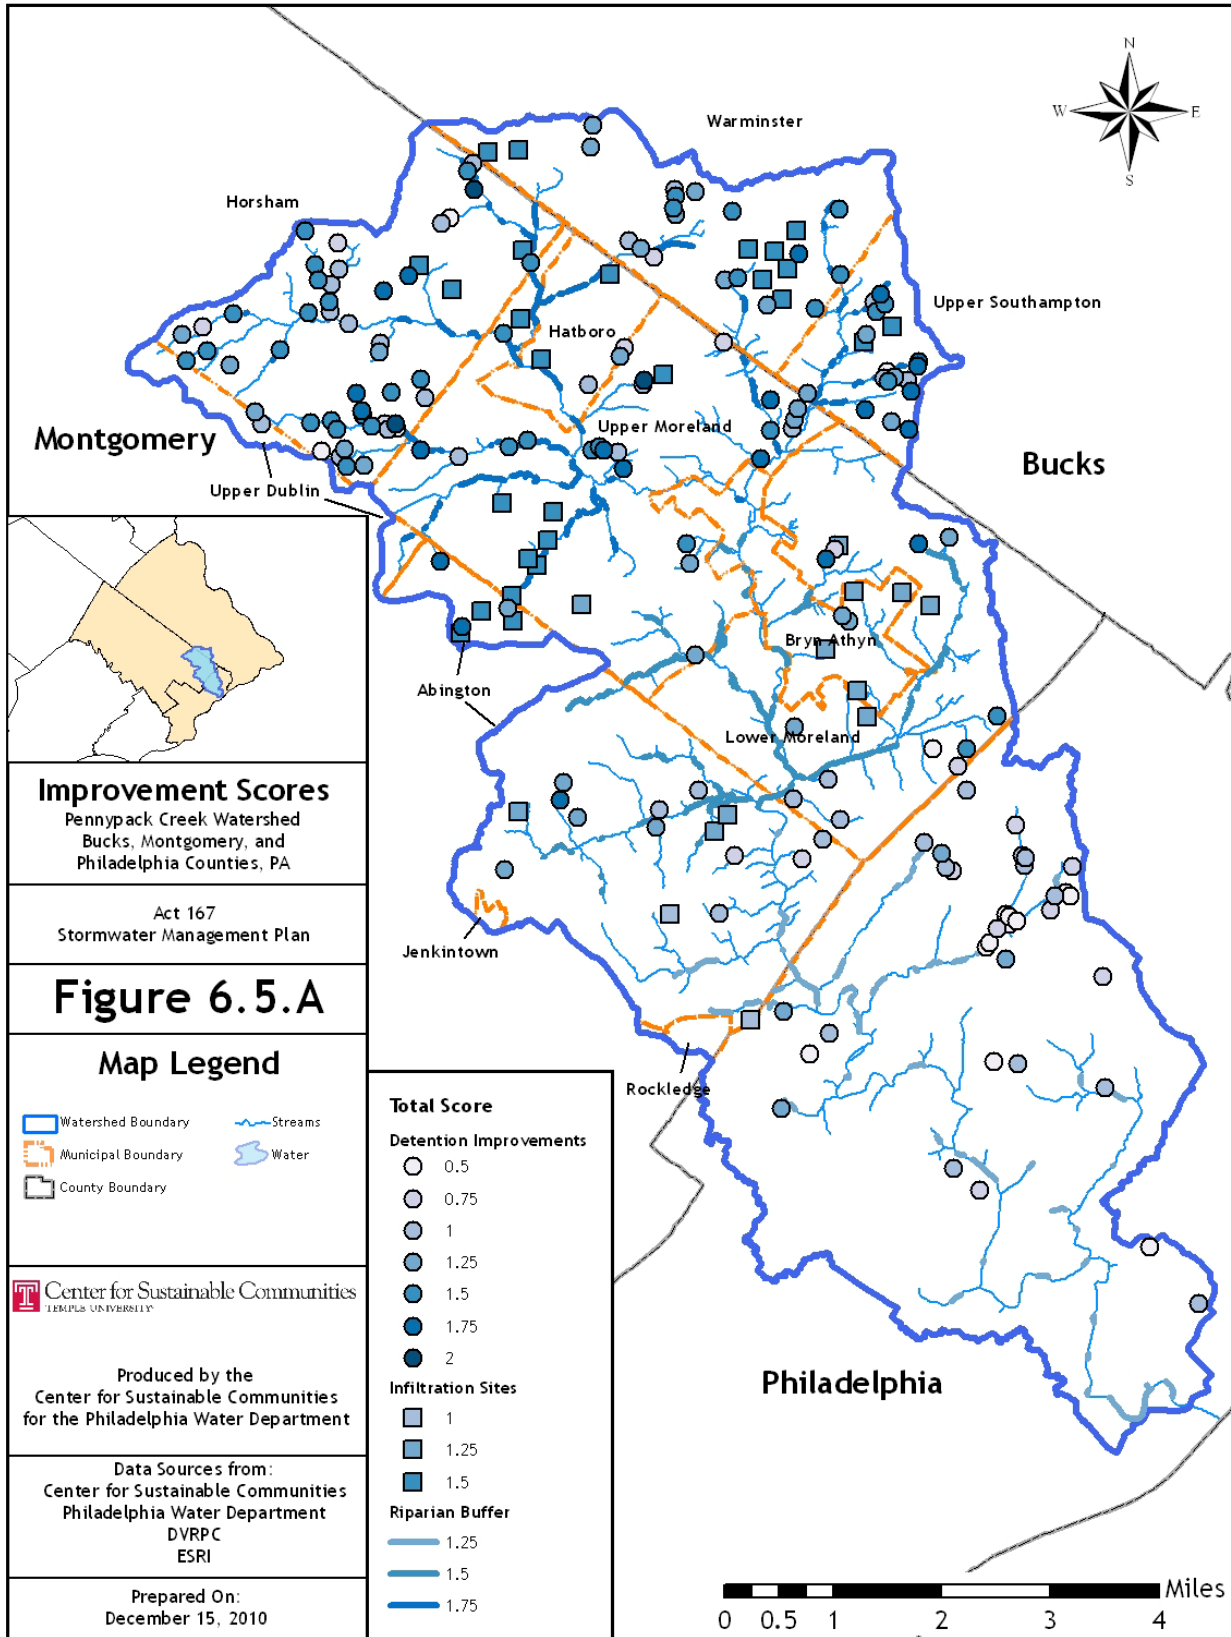 N
W
E
S
Warminster
Horsham
Upper Southampton
Hatboro
Montgomery
Upper Moreland
Bucks
Upper Dublin
Bryn Athyn
Abington
Lower Moreland
Jenkintown
Rockledge
Philadelphia
Improvement Scores
Pennypack Creek Watershed
Bucks, Montgomery, and
Philadelphia Counties, PA
Act 167
Stormwater Management Plan
Figure 6.5.A
Map Legend
Watershed Boundary
Streams
Municipal Boundary
Water
County Boundary
T Center for Sustainable Communities
TEMPLE UNIVERSITY
Produced by the
Center for Sustainable Communities
for the Philadelphia Water Department
Data Sources from:
Center for Sustainable Communities
Philadelphia Water Department
DVRPC
ESRI
Prepared On:
December 15, 2010
Total Score
Detention Improvements
0.5
0.75
1
1.25
1.5
1.75
2
Infiltration Sites
1
1.25
1.5
Riparian Buffer
1.25
1.5
1.75
Miles
0 0.5 1 2 3 4